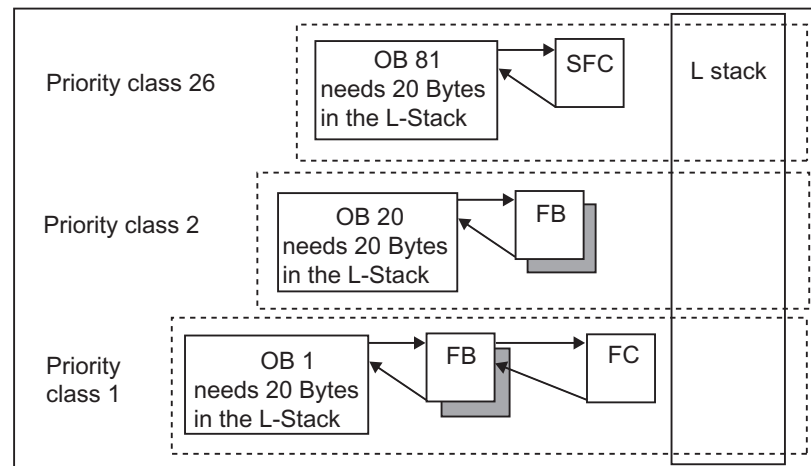 Priority class 26
OB 81
needs 20 Bytes
in the L-Stack
SFC
L stack
Priority class 2
OB 20
needs 20 Bytes
in the L-Stack
FB
Priority
class 1
OB 1
needs 20 Bytes
in the L-Stack
FB
FC